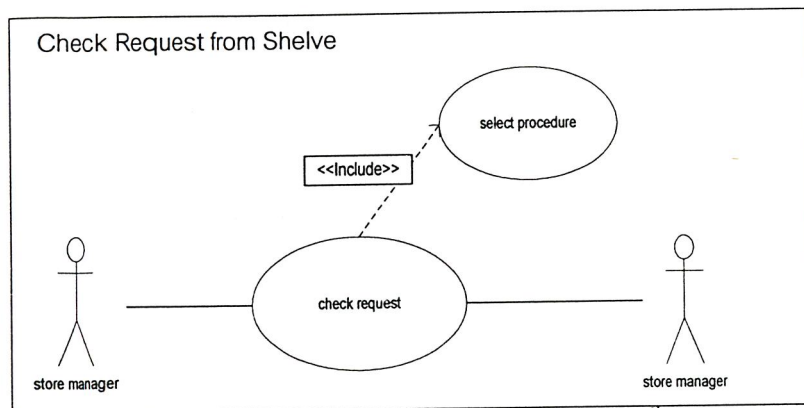 Check Request from Shelve
select procedure
<<Include>>
check request
store manager
store manager